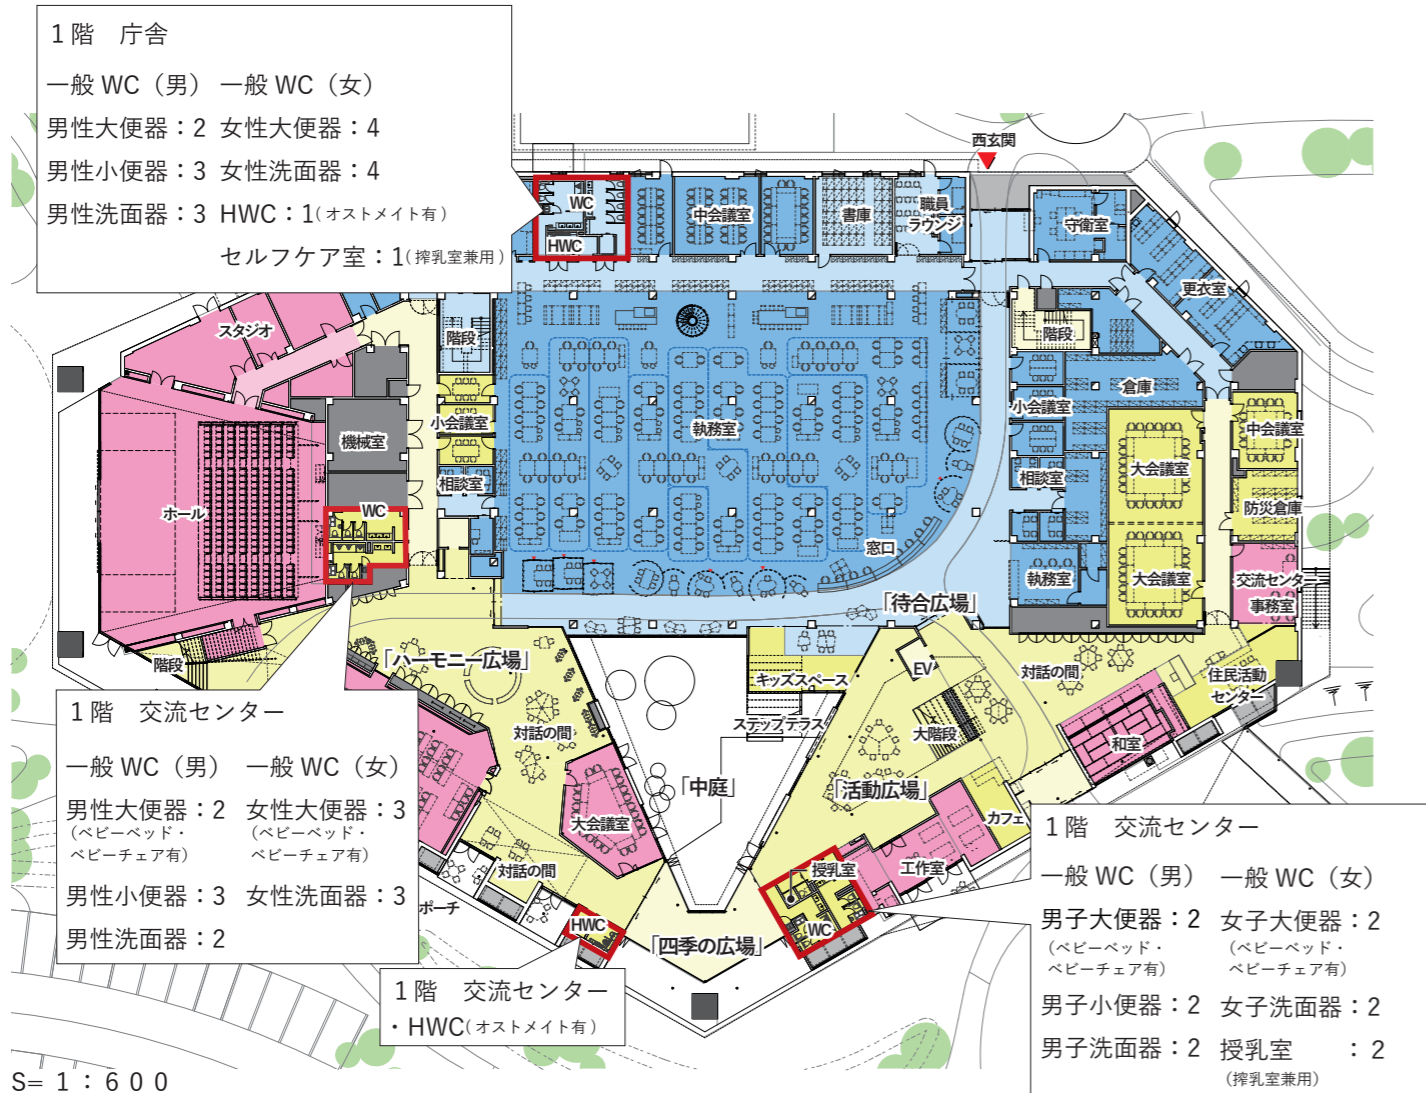 1階 庁舎
一般WC（男） 一般WC（女）
男性大便器：2 女性大便器：4
男性小便器：3 女性洗面器：4
男性洗面器：3 HWC：1(オストメイト有)
セルフケア室：1(搾乳室兼用)
西玄関
WC
HWC
中会議室
書庫
職員
ラウンジ
守衛室
更衣室
スタジオ
階段
階段
倉庫
小会議室
小会議室
執務室
機械室
中会議室
大会議室
相談室
相談室
ホール
WC
防災倉庫
窓口
執務室
大会議室
交流センター
事務室
「待合広場」
階段
「ハーモニー広場」
EV
対話の間
キッズスペース
住民活動
センター
ステップテラス
対話の間
大階段
和室
「中庭」
「活動広場」
カフェ
大会議室
対話の間
授乳室
工作室
WC
ポーチ
HWC
「四季の広場」
1階 交流センター
一般WC（男） 一般WC（女）
男性大便器：2 女性大便器：3
(ベビーベッド・ (ベビーベッド・
ベビーチェア有) ベビーチェア有)
男性小便器：3 女性洗面器：3
男性洗面器：2
1階 交流センター
・HWC(オストメイト有)
1階 交流センター
一般WC（男） 一般WC（女）
男子大便器：2 女子大便器：2
(ベビーベッド・ (ベビーベッド・
ベビーチェア有) ベビーチェア有)
男子小便器：2 女子洗面器：2
男子洗面器：2 授乳室 ：2
(搾乳室兼用)
S=1：600